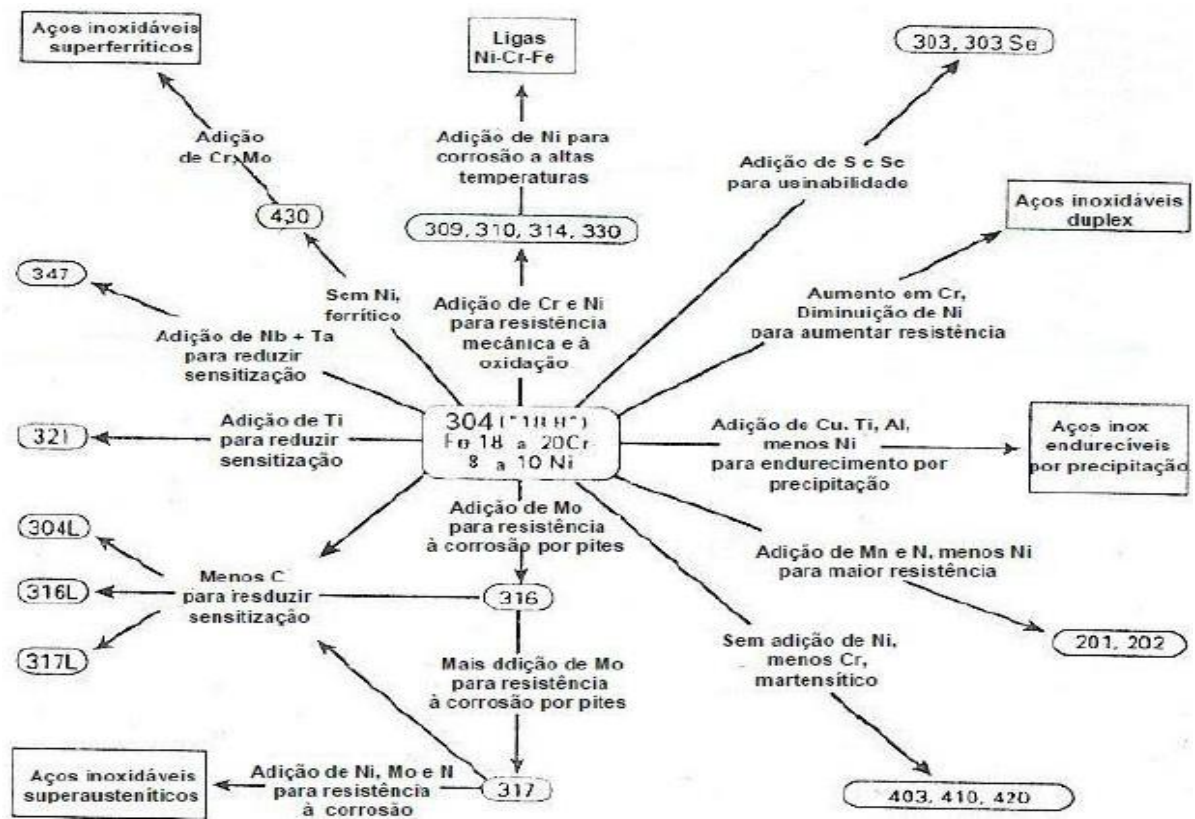 Aços inoxidáveis
superferríticos
Ligas
Ni-Cr-Fe
303, 303 Se
Adição
de Cr, Mo
Adição de Ni para
corrosão a altas
temperaturas
Adição de S e Se
para usinabilidade
Aços inoxidáveis
duplex
430
309, 310, 314, 330
347
Sem Ni,
ferrítico
Adição de Cr e Ni
para resistência
mecânica e à
oxidação
Aumento em Cr,
Diminuição de Ni
para aumentar resistência
Adição de Nb + Ta
para reduzir
sensitização
304 ("18 8")
Fe 18 a 20Cr
8 a 10 Ni
321
Adição de Ti
para reduzir
sensitização
Adição de Cu. Ti, Al,
menos Ni
para endurecimento por
precipitação
Aços inox
endurecíveis
por precipitação
Adição de Mo
para resistência
à corrosão por pites
304L
316L
317L
Menos C
para resduzir
sensitização
316
Adição de Mn e N, menos Ni
para maior resistência
201, 202
Sem adição de Ni,
menos Cr,
martensítico
Mais ddição de Mo
para resistência
à corrosão por pites
Aços inoxidáveis
superausteníticos
Adição de Ni, Mo e N
para resistência
à corrosão
317
403, 410, 420